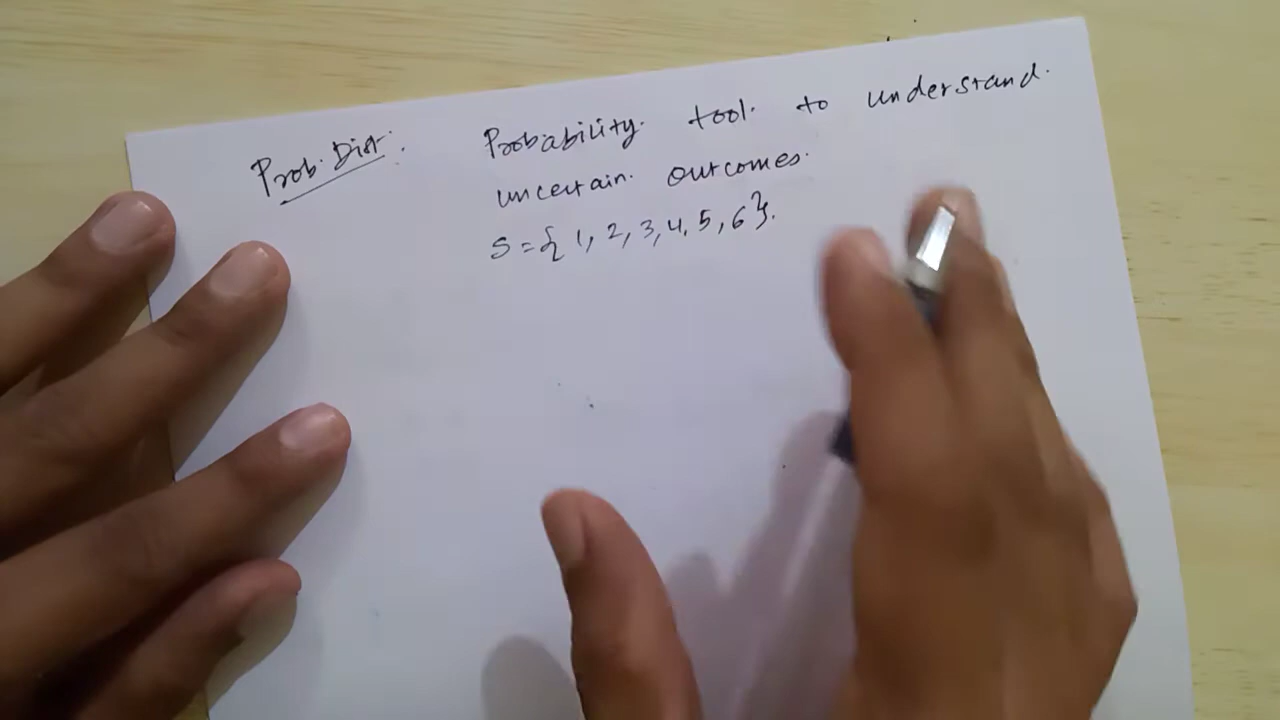 Prob. Dist: Probability. tool. to understand.
uncertain. outcomes.
S = { 1, 2, 3, 4, 5, 6 }.